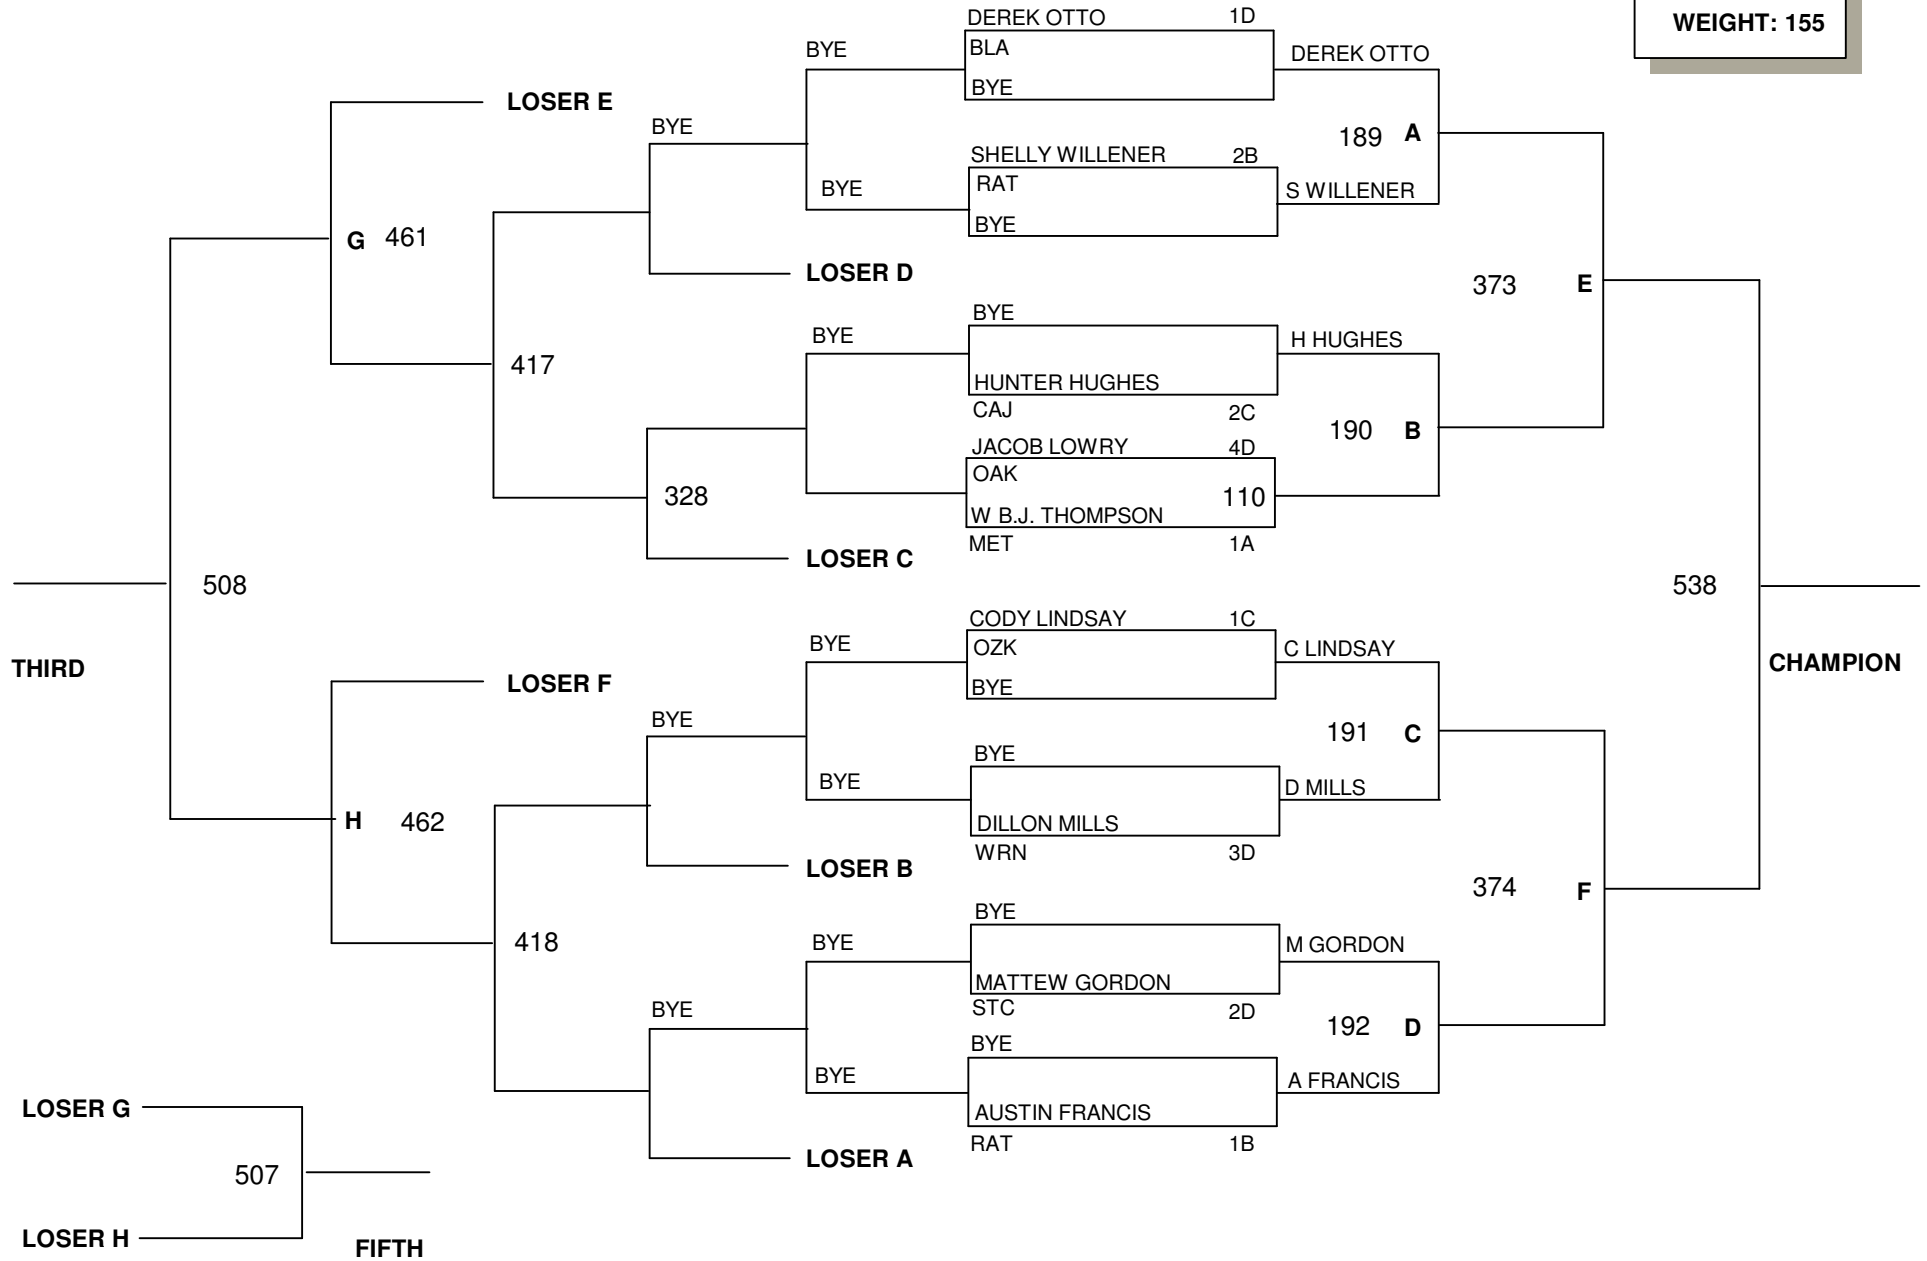 DEREK OTTO 1D
WEIGHT: 155
BYE
BLA
DEREK OTTO
BYE
LOSER E
BYE
189 A
SHELLY WILLENER 2B
BYE
RAT
S WILLENER
BYE
G 461
LOSER D
373 E
BYE
BYE
H HUGHES
417
HUNTER HUGHES
CAJ 2C
190 B
JACOB LOWRY 4D
OAK
328
110
W B.J. THOMPSON
MET 1A
LOSER C
508
538
CODY LINDSAY 1C
BYE
OZK
C LINDSAY
THIRD
CHAMPION
LOSER F
BYE
BYE
191 C
BYE
BYE
D MILLS
H 462
DILLON MILLS
WRN 3D
LOSER B
374 F
BYE
418
BYE
M GORDON
MATTEW GORDON
STC 2D
BYE
192 D
BYE
BYE
A FRANCIS
LOSER G
AUSTIN FRANCIS
RAT 1B
LOSER A
507
LOSER H
FIFTH